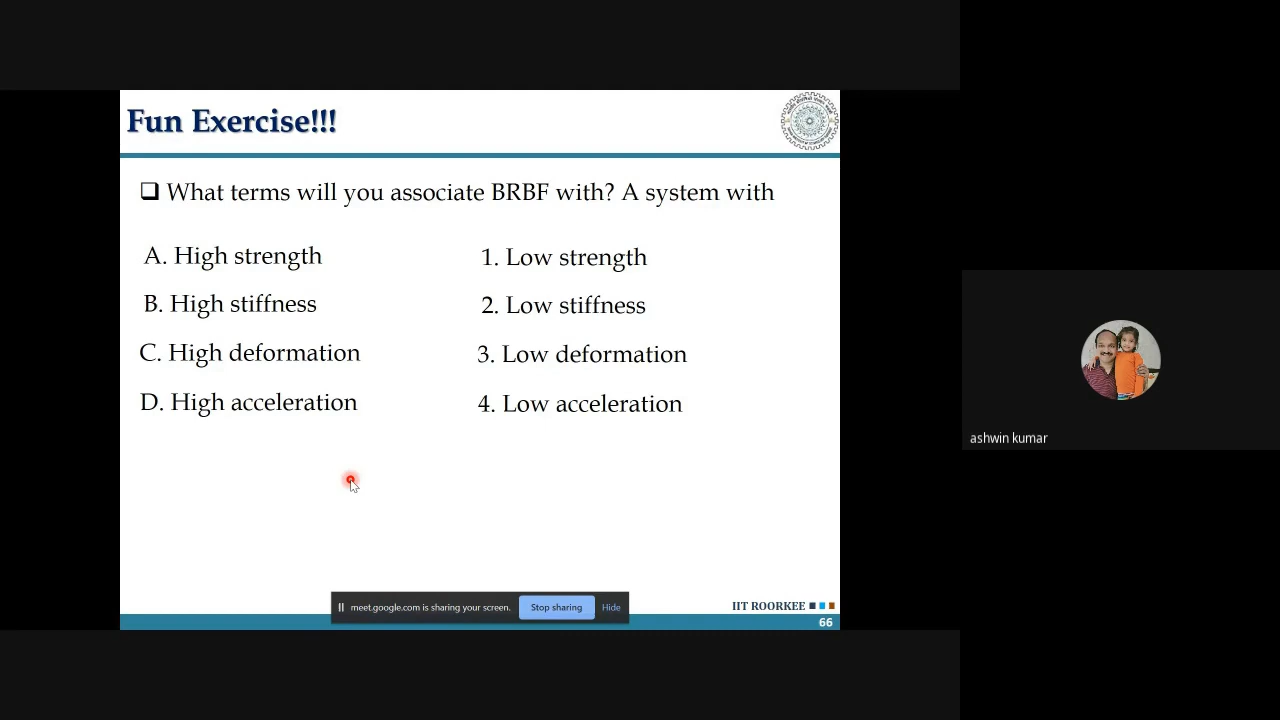 Fun Exercise!!!
❑ What terms will you associate BRBF with? A system with
A. High strength
1. Low strength
B. High stiffness
2. Low stiffness
C. High deformation
3. Low deformation
D. High acceleration
4. Low acceleration
ashwin kumar
meet.google.com is sharing your screen. Stop sharing Hide
IIT ROORKEE
66